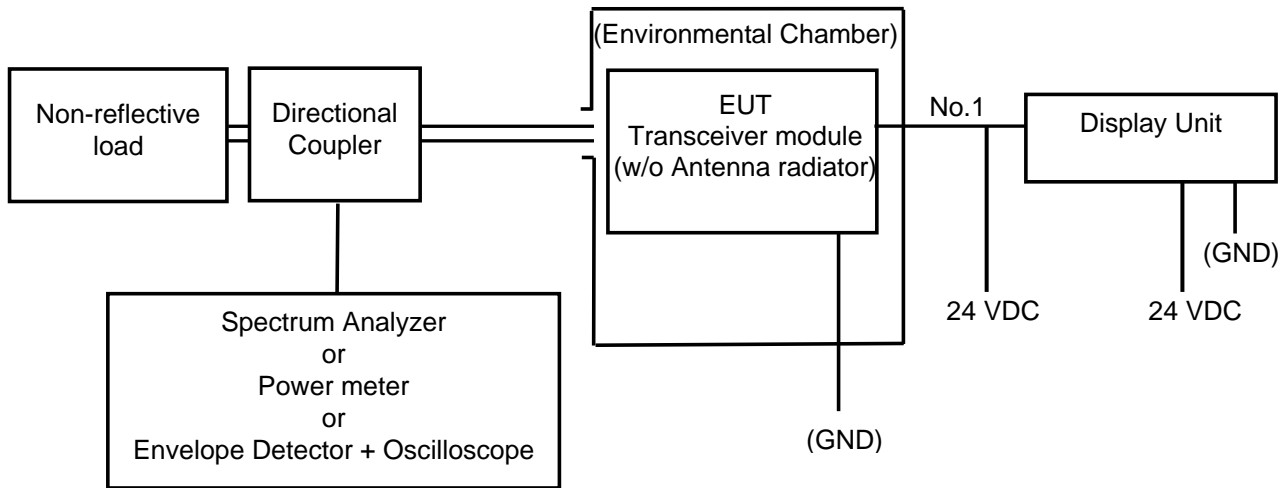 (Environmental Chamber)
Non-reflective
load
Directional
Coupler
EUT
Transceiver module
(w/o Antenna radiator)
No.1
Display Unit
(GND)
24 VDC
24 VDC
(GND)
Spectrum Analyzer
or
Power meter
or
Envelope Detector + Oscilloscope